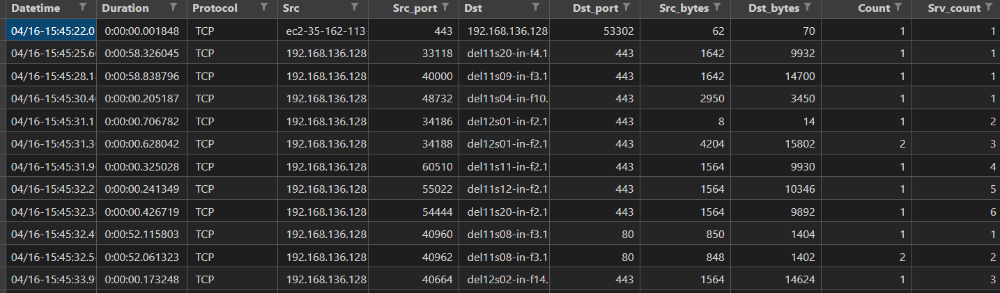 Datetime Duration Protocol Src Src_port Dst Dst_port Src_bytes Dst_bytes Count Srv_count
04/16-15:45:22.0 0:00:00.001848 TCP ec2-35-162-113- 443 192.168.136.128 53302 62 70 1 1
04/16-15:45:25.6 0:00:58.326045 TCP 192.168.136.128 33118 del11s20-in-f4.1 443 1642 9932 1 1
04/16-15:45:28.1 0:00:58.838796 TCP 192.168.136.128 40000 del11s09-in-f3.1 443 1642 14700 1 1
04/16-15:45:30.4 0:00:00.205187 TCP 192.168.136.128 48732 del11s04-in-f10. 443 2950 3450 1 1
04/16-15:45:31.1 0:00:00.706782 TCP 192.168.136.128 34186 del12s01-in-f2.1 443 8 14 1 2
04/16-15:45:31.3 0:00:00.628042 TCP 192.168.136.128 34188 del12s01-in-f2.1 443 4204 15802 2 3
04/16-15:45:31.9 0:00:00.325028 TCP 192.168.136.128 60510 del11s11-in-f2.1 443 1564 9930 1 4
04/16-15:45:32.2 0:00:00.241349 TCP 192.168.136.128 55022 del11s12-in-f2.1 443 1564 10346 1 5
04/16-15:45:32.3 0:00:00.426719 TCP 192.168.136.128 54444 del11s20-in-f2.1 443 1564 9892 1 6
04/16-15:45:32.4 0:00:52.115803 TCP 192.168.136.128 40960 del11s08-in-f3.1 80 850 1404 1 1
04/16-15:45:32.5 0:00:52.061323 TCP 192.168.136.128 40962 del11s08-in-f3.1 80 848 1402 2 2
04/16-15:45:33.9 0:00:00.173248 TCP 192.168.136.128 40664 del12s02-in-f14. 443 1564 14624 1 3